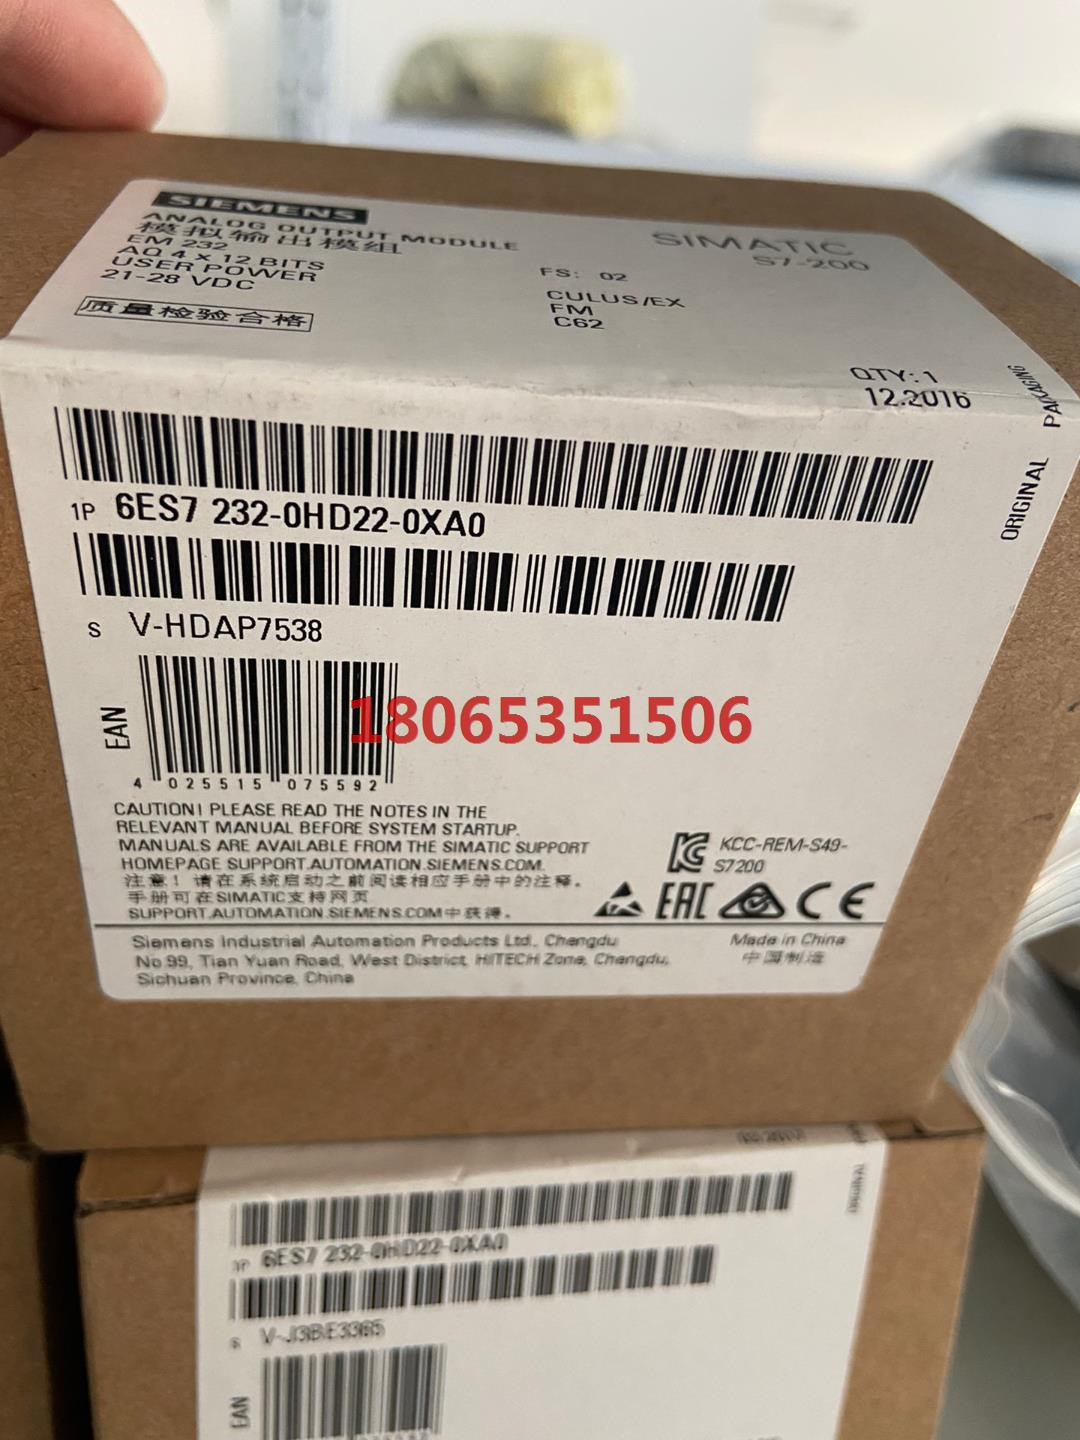 SIEMENS
ANALOG OUTPUT MODULE
模拟输出模组
EM 232
AQ 4 x 12 BITS
USER POWER
21-28 VDC
质量检验合格
SIMATIC
S7-200
FS: 02
CULUS/EX
FM
C62
QTY: 1
12.2016
ORIGINAL PACKAGING
1P 6ES7 232-0HD22-0XA0
S V-HDAP7538
18065351506
EAN
4 025515 075592
CAUTION! PLEASE READ THE NOTES IN THE
RELEVANT MANUAL BEFORE SYSTEM STARTUP.
MANUALS ARE AVAILABLE FROM THE SIMATIC SUPPORT
HOMEPAGE SUPPORT.AUTOMATION.SIEMENS.COM.
注意！请在系统启动之前阅读相应手册中的注释。
手册可在SIMATIC支持网页
SUPPORT.AUTOMATION.SIEMENS.COM中获得。
KCC-REM-S49-
S7200
EAC
CE
Siemens Industrial Automation Products Ltd., Chengdu
No.99, Tian Yuan Road, West District, HITECH Zone, Chengdu,
Sichuan Province, China
Made in China
中国制造
1P 6ES7 232-0HD22-0XA0
S V-J3BE3365
EAN